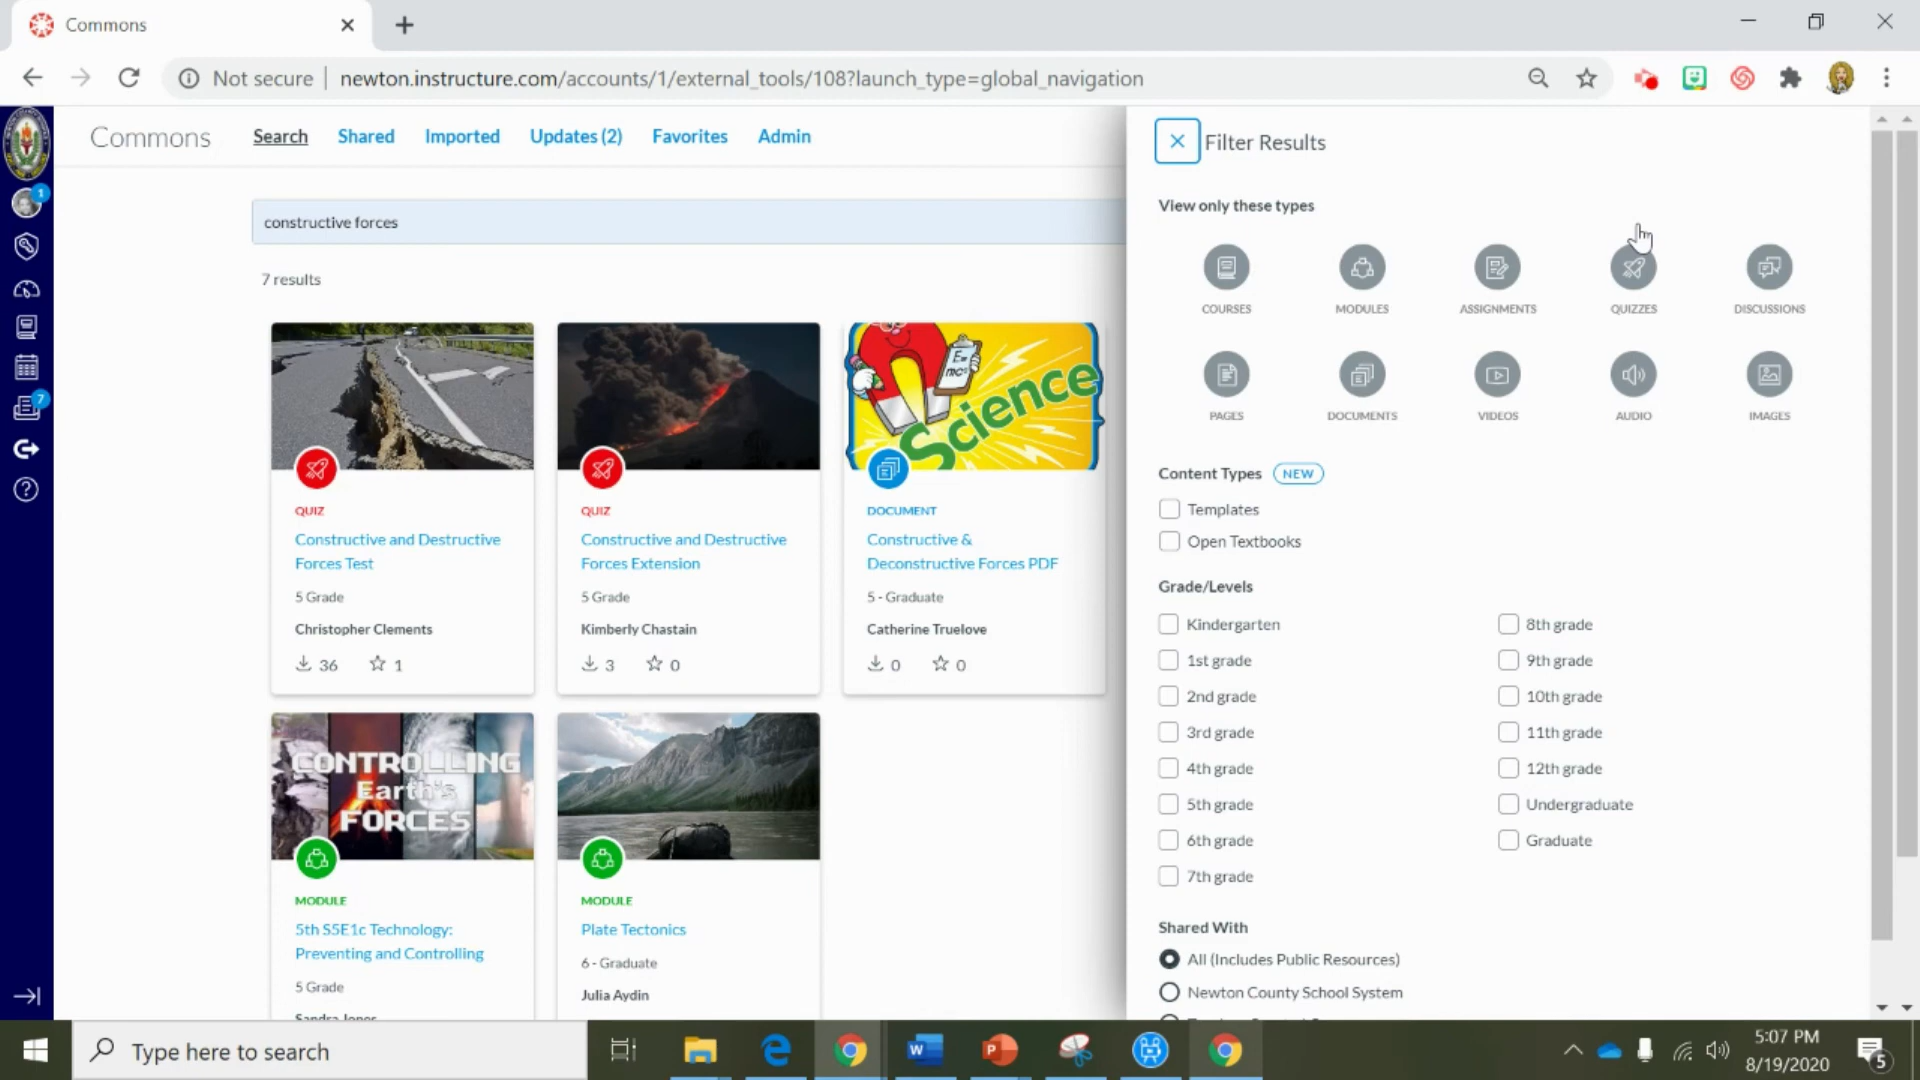 Commons
Not secure
newton.instructure.com/accounts/1/external_tools/108?launch_type=global_navigation
Commons
Search
Shared
Imported
Updates (2)
Favorites
Admin
1
7
constructive forces
7 results
E=
mc²
Science
QUIZ
Constructive and Destructive
Forces Test
5 Grade
Christopher Clements
36
1
QUIZ
Constructive and Destructive
Forces Extension
5 Grade
Kimberly Chastain
3
0
DOCUMENT
Constructive &
Deconstructive Forces PDF
5 - Graduate
Catherine Truelove
0
0
CONTROLLING
Earth's
FORCES
MODULE
5th S5E1c Technology:
Preventing and Controlling
5 Grade
Sandra Jones
MODULE
Plate Tectonics
6 - Graduate
Julia Aydin
Filter Results
View only these types
COURSES
MODULES
ASSIGNMENTS
QUIZZES
DISCUSSIONS
PAGES
DOCUMENTS
VIDEOS
AUDIO
IMAGES
Content Types
NEW
Templates
Open Textbooks
Grade/Levels
Kindergarten
1st grade
2nd grade
3rd grade
4th grade
5th grade
6th grade
7th grade
8th grade
9th grade
10th grade
11th grade
12th grade
Undergraduate
Graduate
Shared With
All (Includes Public Resources)
Newton County School System
Type here to search
5:07 PM
8/19/2020
5